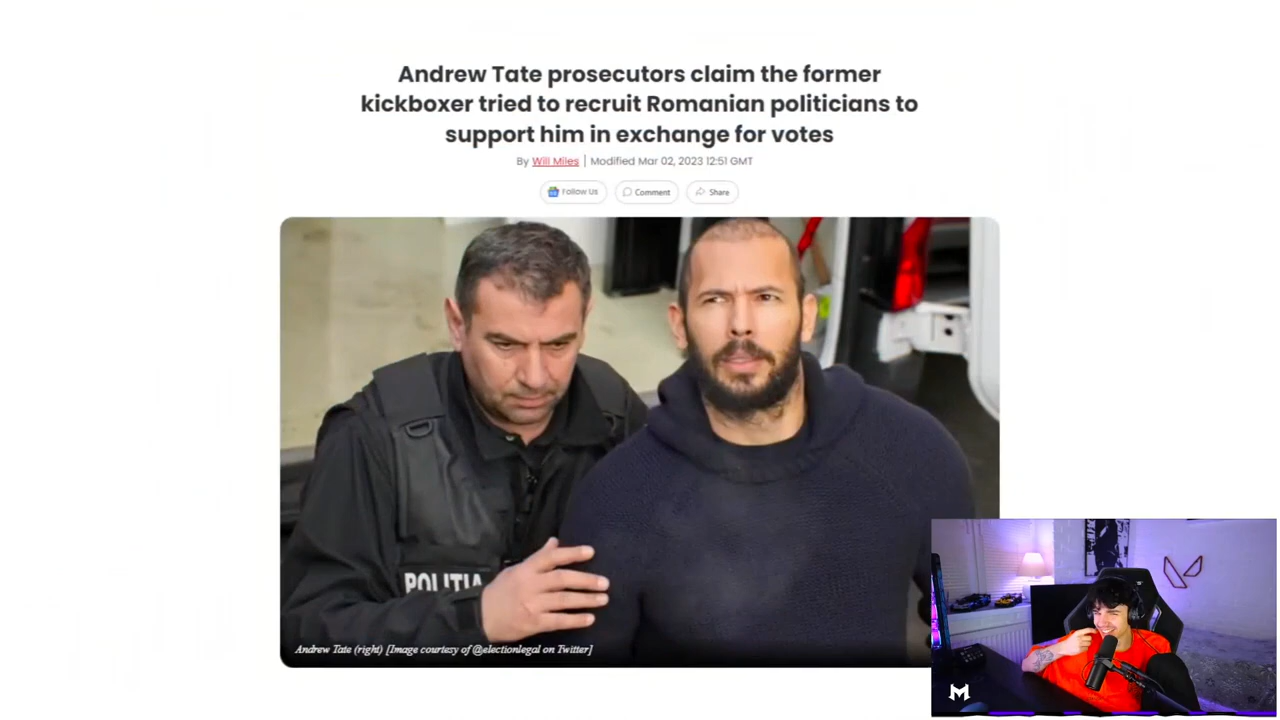 Andrew Tate prosecutors claim the former
kickboxer tried to recruit Romanian politicians to
support him in exchange for votes
By Will Miles | Modified Mar 02, 2023 12:51 GMT
Follow Us Comment Share
POLITIA
Andrew Tate (right) [Image courtesy of @electionlegal on Twitter]